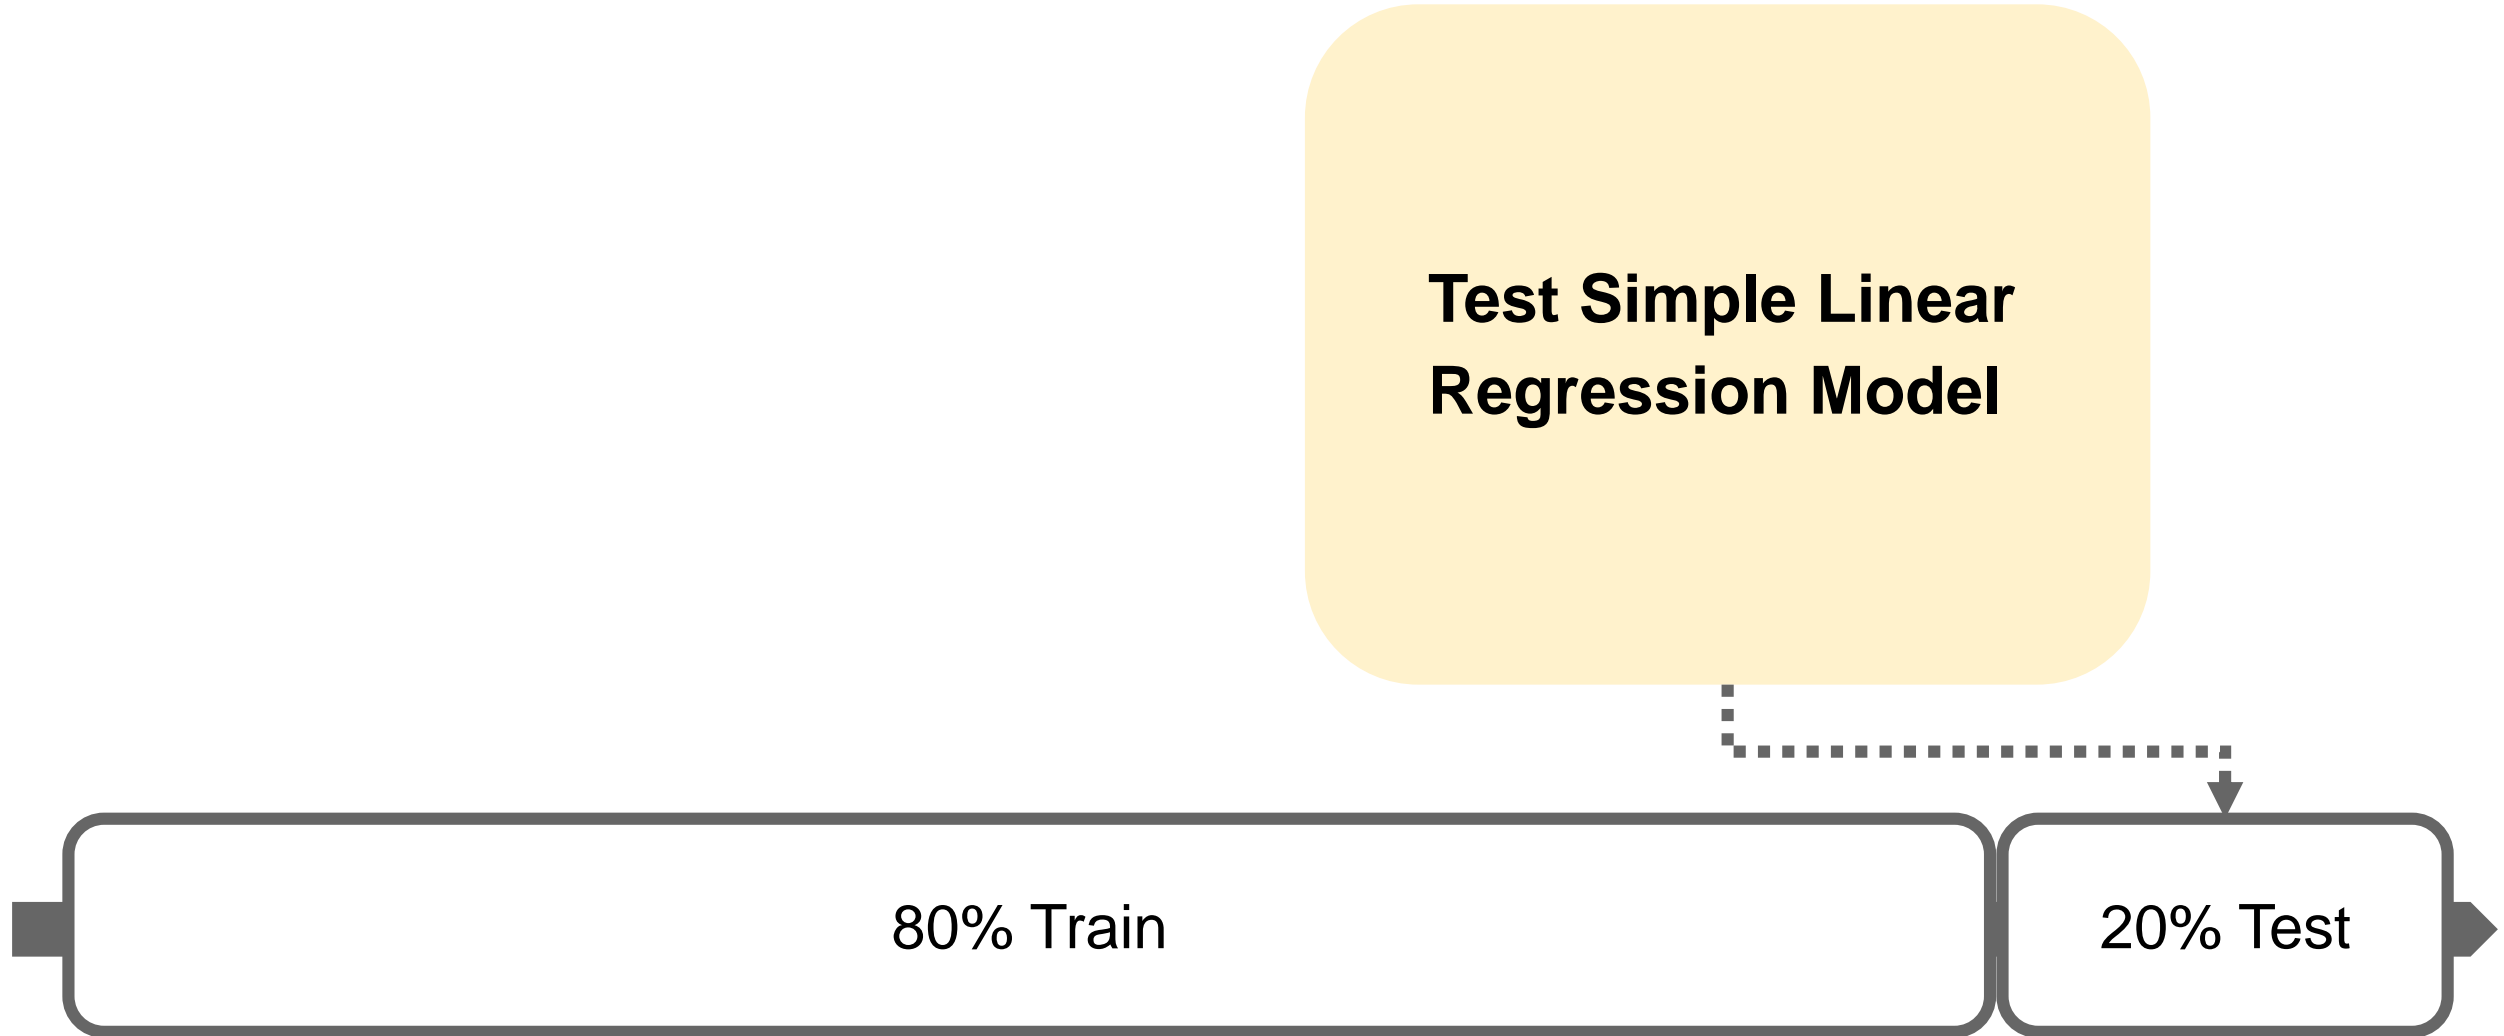 Test Simple Linear
Regression Model
80% Train
20% Test